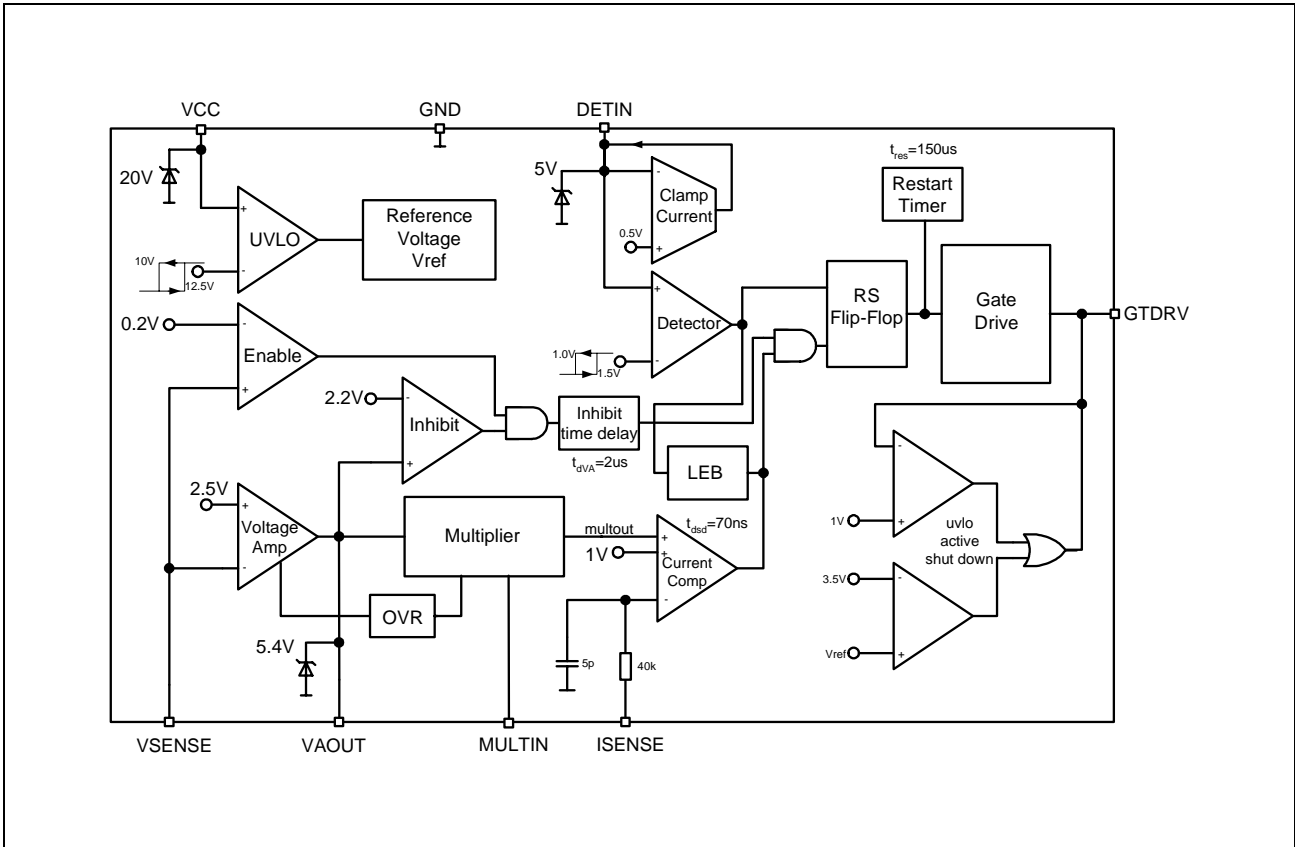 VCC
GND
DETIN
20V
UVLO
+
-
10V
12.5V
Reference
Voltage
Vref
5V
-
Clamp
Current
0.5V
+
t_res=150us
Restart
Timer
+
Detector
-
1.0V
1.5V
RS
Flip-Flop
Gate
Drive
GTDRV
0.2V
-
Enable
+
2.2V
-
Inhibit
+
Inhibit
time delay
t_dVA=2us
LEB
2.5V
+
Voltage
Amp
-
Multiplier
multout
t_dsd=70ns
+
1V
+
Current
Comp
-
OVR
5.4V
5p
40k
-
1V
+
uvlo
active
shut down
3.5V
-
Vref
+
VSENSE
VAOUT
MULTIN
ISENSE